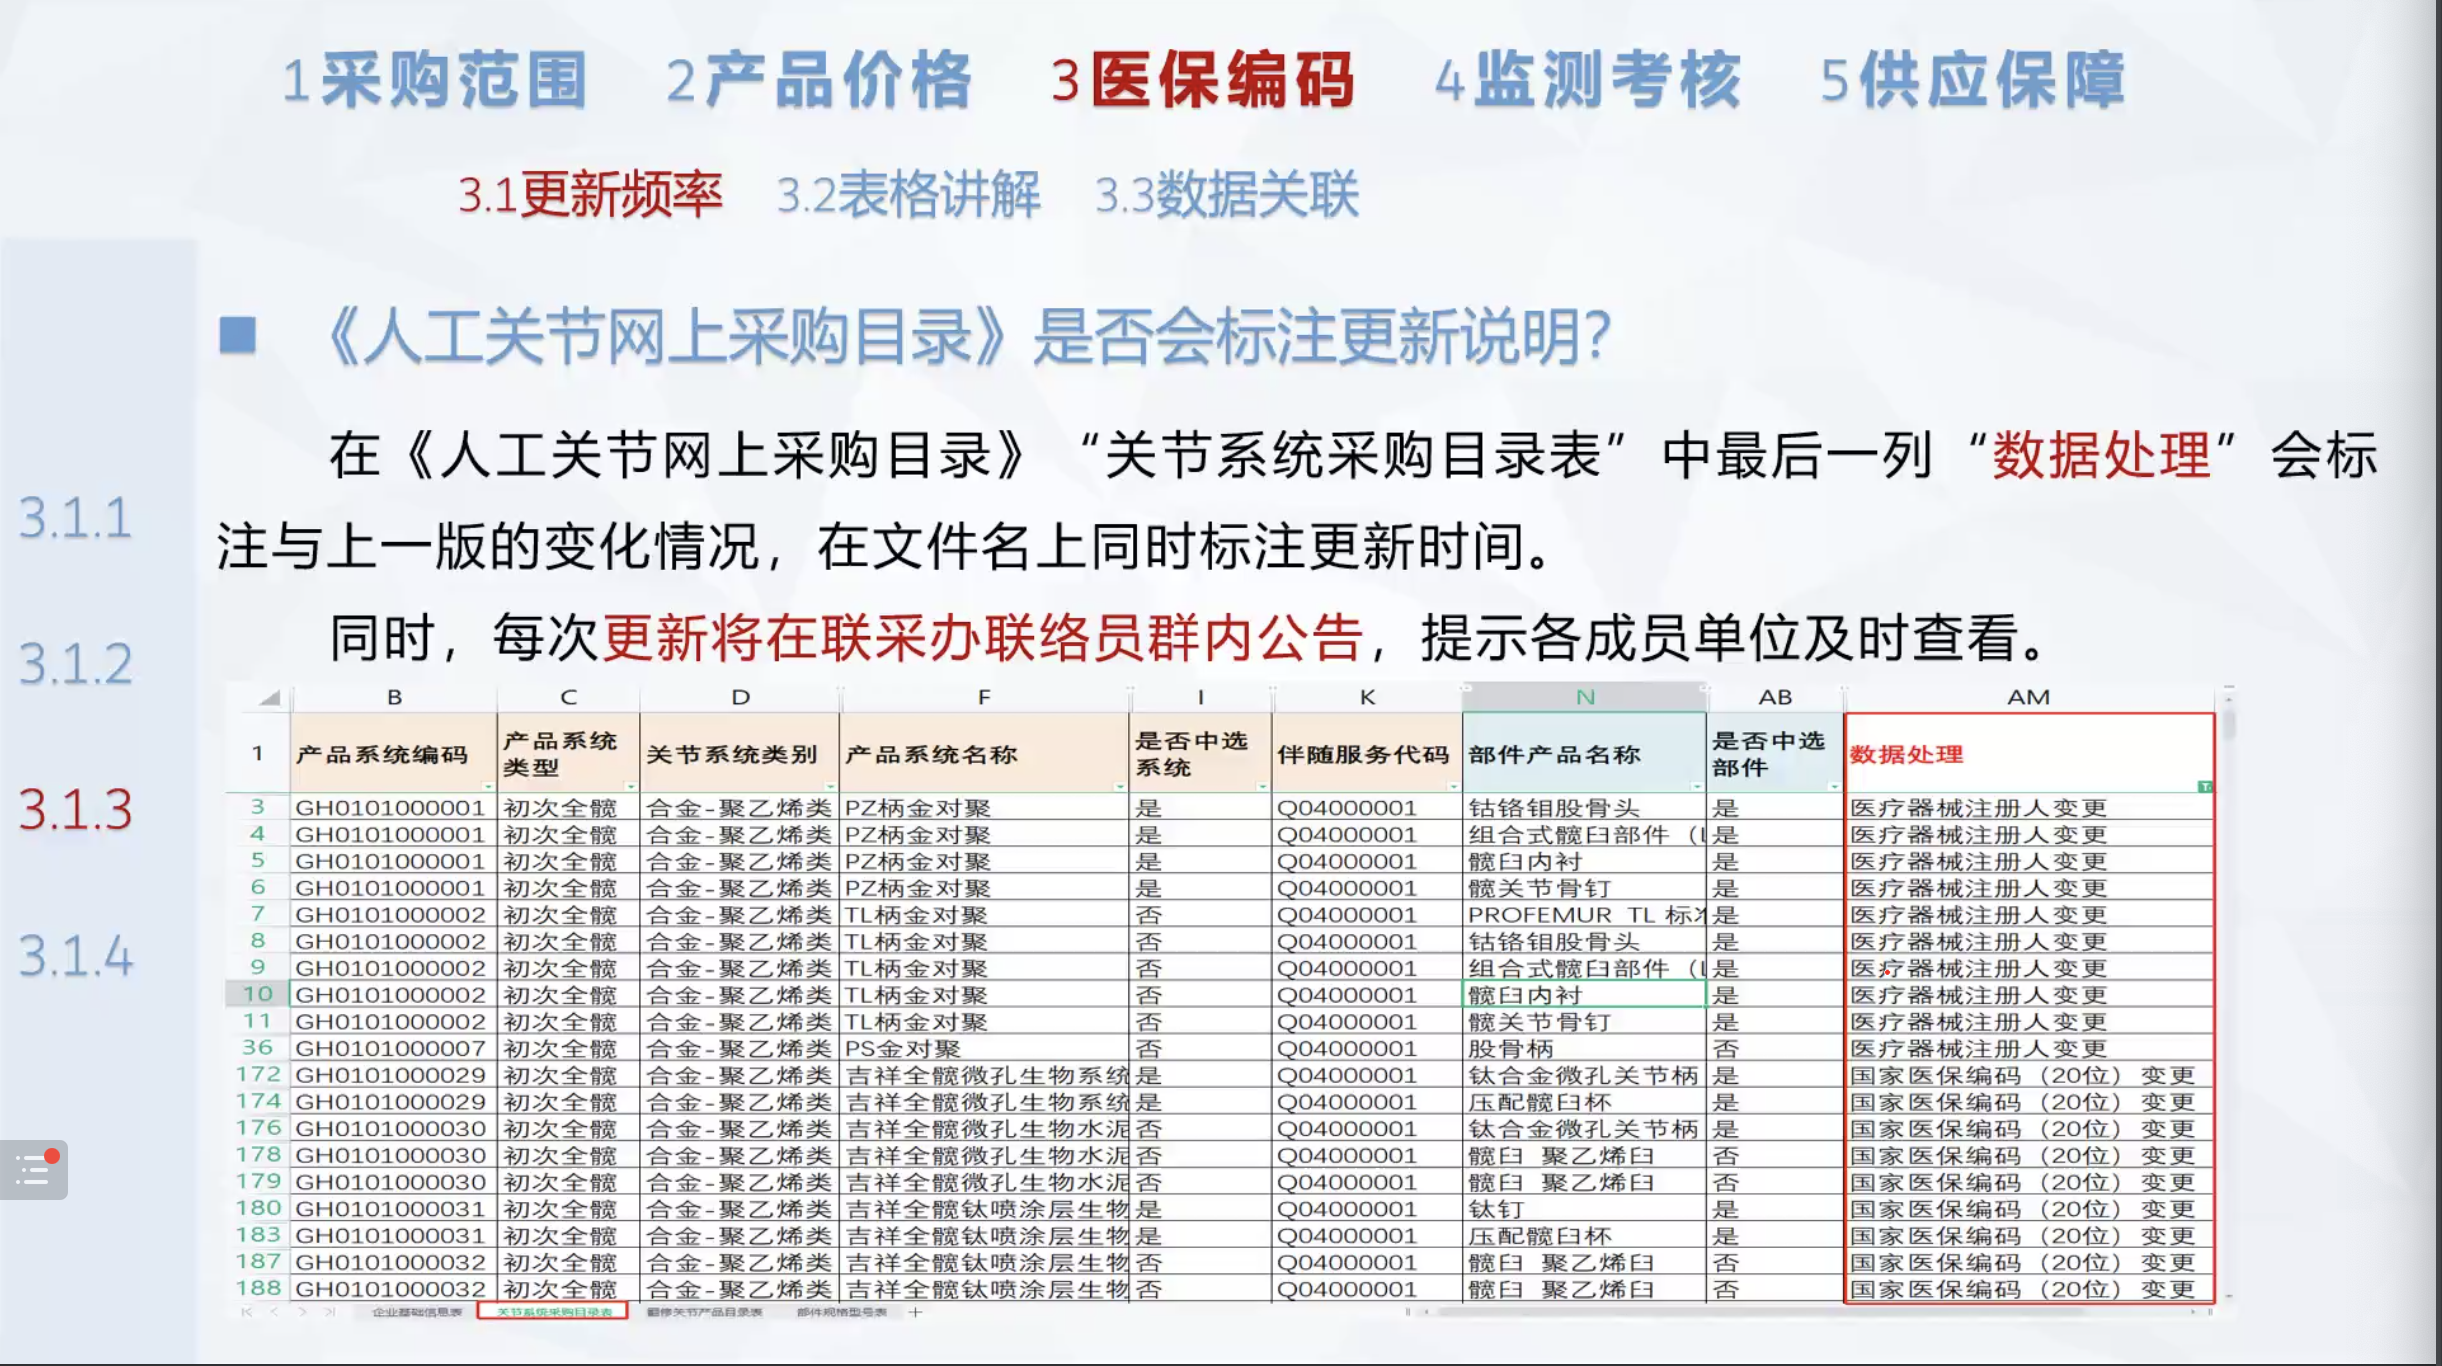 1采购范围 2产品价格 3医保编码 4监测考核 5供应保障
3.1更新频率 3.2表格讲解 3.3数据关联
《人工关节网上采购目录》是否会标注更新说明?
在《人工关节网上采购目录》“关节系统采购目录表”中最后一列“数据处理”会标
注与上一版的变化情况，在文件名上同时标注更新时间。
同时，每次更新将在联采办联络员群内公告，提示各成员单位及时查看。
3.1.1
3.1.2
3.1.3
3.1.4
B C D F I K N AB AM
1 产品系统编码 产品系统类型 关节系统类别 产品系统名称 是否中选系统 伴随服务代码 部件产品名称 是否中选部件 数据处理
3 GH0101000001 初次全髋 合金-聚乙烯类 PZ柄金对聚 是 Q04000001 钴铬钼股骨头 是 医疗器械注册人变更
4 GH0101000001 初次全髋 合金-聚乙烯类 PZ柄金对聚 是 Q04000001 组合式髋臼部件（ 是 医疗器械注册人变更
5 GH0101000001 初次全髋 合金-聚乙烯类 PZ柄金对聚 是 Q04000001 髋臼内衬 是 医疗器械注册人变更
6 GH0101000001 初次全髋 合金-聚乙烯类 PZ柄金对聚 是 Q04000001 髋关节骨钉 是 医疗器械注册人变更
7 GH0101000002 初次全髋 合金-聚乙烯类 TL柄金对聚 否 Q04000001 PROFEMUR TL 标 是 医疗器械注册人变更
8 GH0101000002 初次全髋 合金-聚乙烯类 TL柄金对聚 否 Q04000001 钴铬钼股骨头 是 医疗器械注册人变更
9 GH0101000002 初次全髋 合金-聚乙烯类 TL柄金对聚 否 Q04000001 组合式髋臼部件（ 是 医疗器械注册人变更
10 GH0101000002 初次全髋 合金-聚乙烯类 TL柄金对聚 否 Q04000001 髋臼内衬 是 医疗器械注册人变更
11 GH0101000002 初次全髋 合金-聚乙烯类 TL柄金对聚 否 Q04000001 髋关节骨钉 是 医疗器械注册人变更
36 GH0101000007 初次全髋 合金-聚乙烯类 PS金对聚 否 Q04000001 股骨柄 否 医疗器械注册人变更
172 GH0101000029 初次全髋 合金-聚乙烯类 吉祥全髋微孔生物系统 是 Q04000001 钛合金微孔关节柄 是 国家医保编码（20位）变更
174 GH0101000029 初次全髋 合金-聚乙烯类 吉祥全髋微孔生物系统 是 Q04000001 压配髋臼杯 是 国家医保编码（20位）变更
176 GH0101000030 初次全髋 合金-聚乙烯类 吉祥全髋微孔生物水泥 否 Q04000001 钛合金微孔关节柄 是 国家医保编码（20位）变更
178 GH0101000030 初次全髋 合金-聚乙烯类 吉祥全髋微孔生物水泥 否 Q04000001 髋臼 聚乙烯臼 否 国家医保编码（20位）变更
179 GH0101000030 初次全髋 合金-聚乙烯类 吉祥全髋微孔生物水泥 否 Q04000001 髋臼 聚乙烯臼 否 国家医保编码（20位）变更
180 GH0101000031 初次全髋 合金-聚乙烯类 吉祥全髋钛喷涂层生物 是 Q04000001 钛钉 是 国家医保编码（20位）变更
183 GH0101000031 初次全髋 合金-聚乙烯类 吉祥全髋钛喷涂层生物 是 Q04000001 压配髋臼杯 是 国家医保编码（20位）变更
187 GH0101000032 初次全髋 合金-聚乙烯类 吉祥全髋钛喷涂层生物 否 Q04000001 髋臼 聚乙烯臼 否 国家医保编码（20位）变更
188 GH0101000032 初次全髋 合金-聚乙烯类 吉祥全髋钛喷涂层生物 否 Q04000001 髋臼 聚乙烯臼 否 国家医保编码（20位）变更
企业基础信息表 关节系统采购目录表 翻修关节产品目录表 部件规格型号表 +